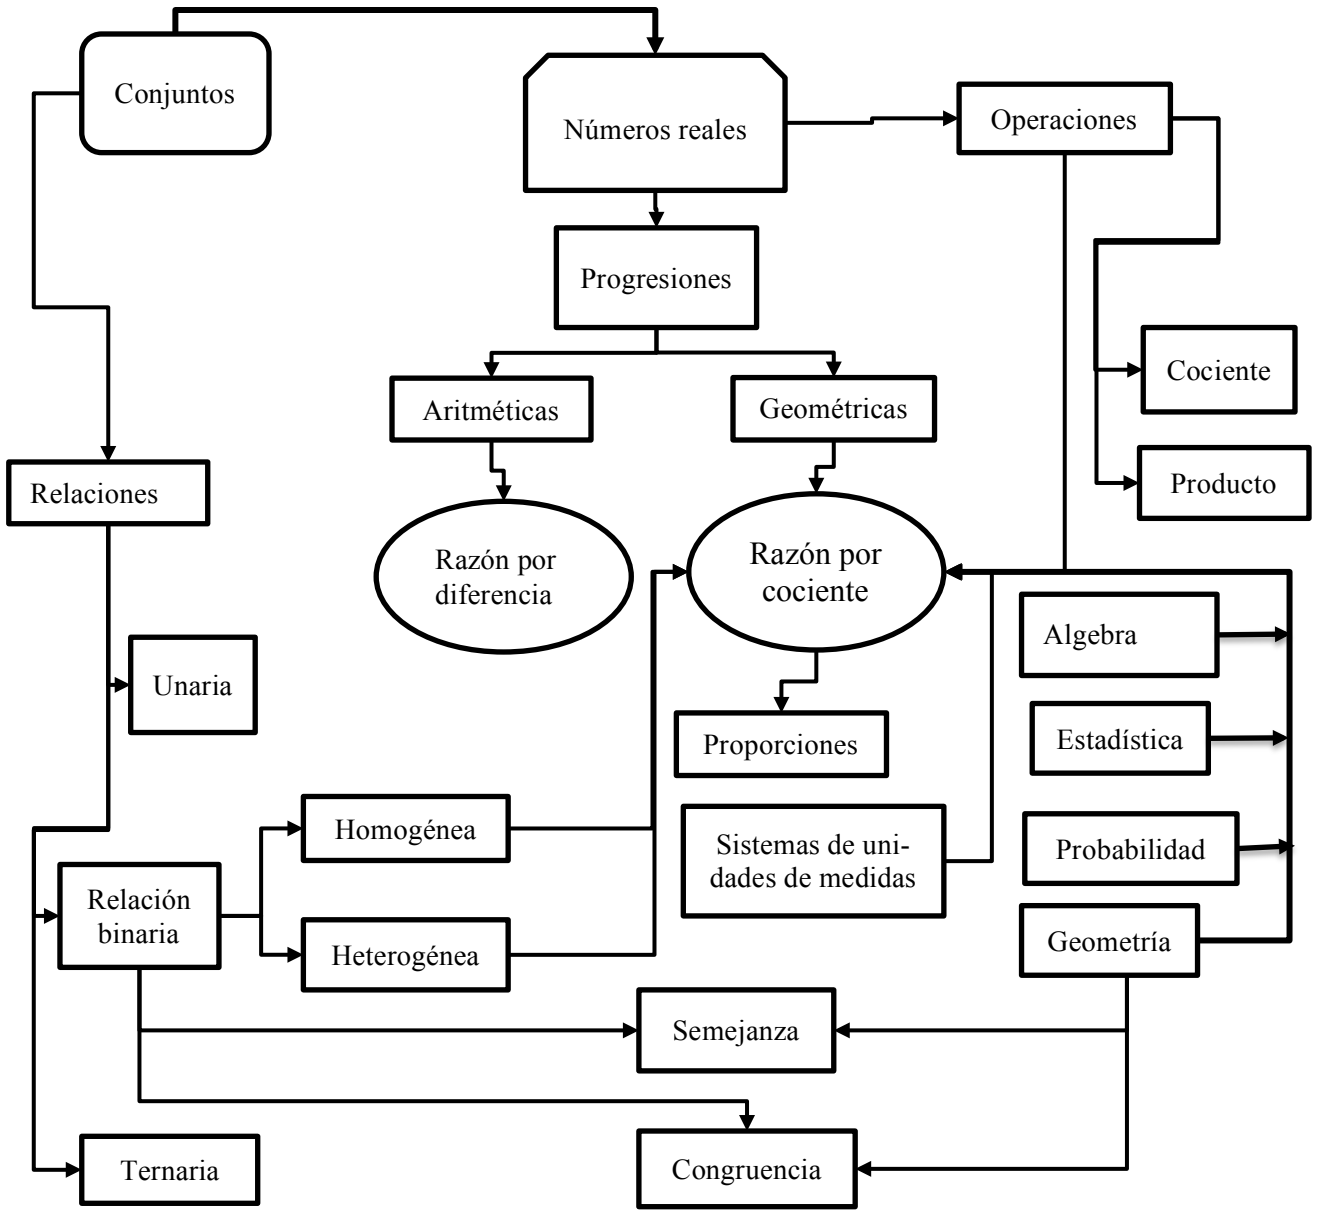 Conjuntos
Números reales
Operaciones
Progresiones
Cociente
Aritméticas
Geométricas
Relaciones
Producto
Razón por
diferencia
Razón por
cociente
Algebra
Unaria
Proporciones
Estadística
Homogénea
Sistemas de uni-
dades de medidas
Probabilidad
Relación
binaria
Heterogénea
Geometría
Semejanza
Ternaria
Congruencia